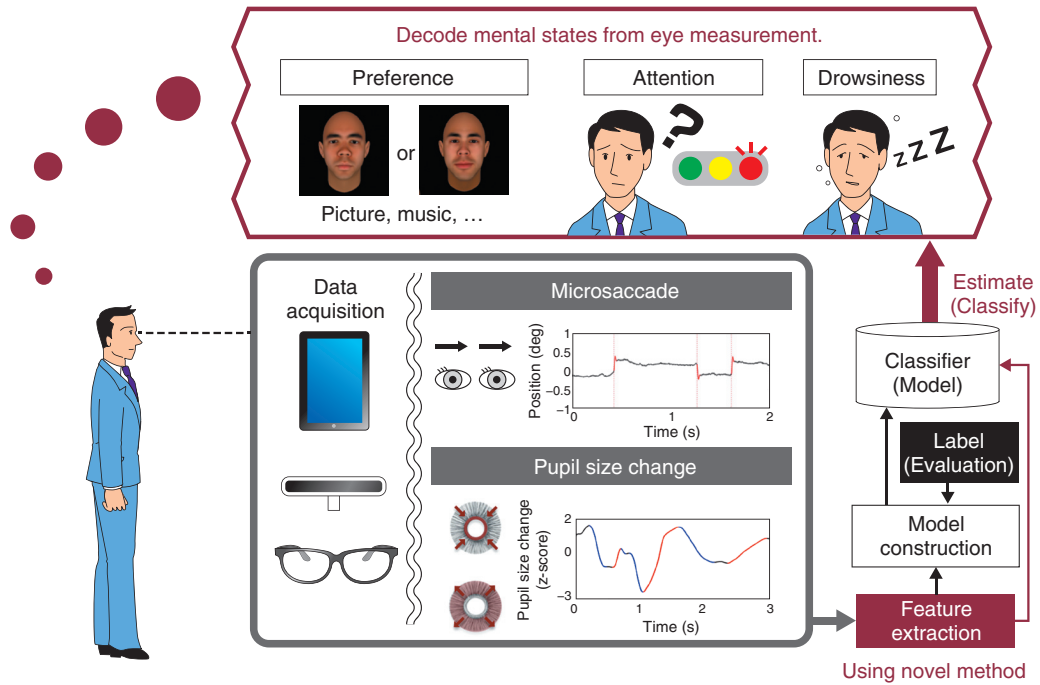 Decode mental states from eye measurement.
Preference
Attention
Drowsiness
or
?
zzZZ
Picture, music, …
Data
acquisition
Microsaccade
Position (deg)
1
0.5
0
−0.5
−1
0
1
2
Time (s)
Pupil size change
Pupil size change
(z-score)
2
0
−3
0
1
2
3
Time (s)
Estimate
(Classify)
Classifier
(Model)
Label
(Evaluation)
Model
construction
Feature
extraction
Using novel method